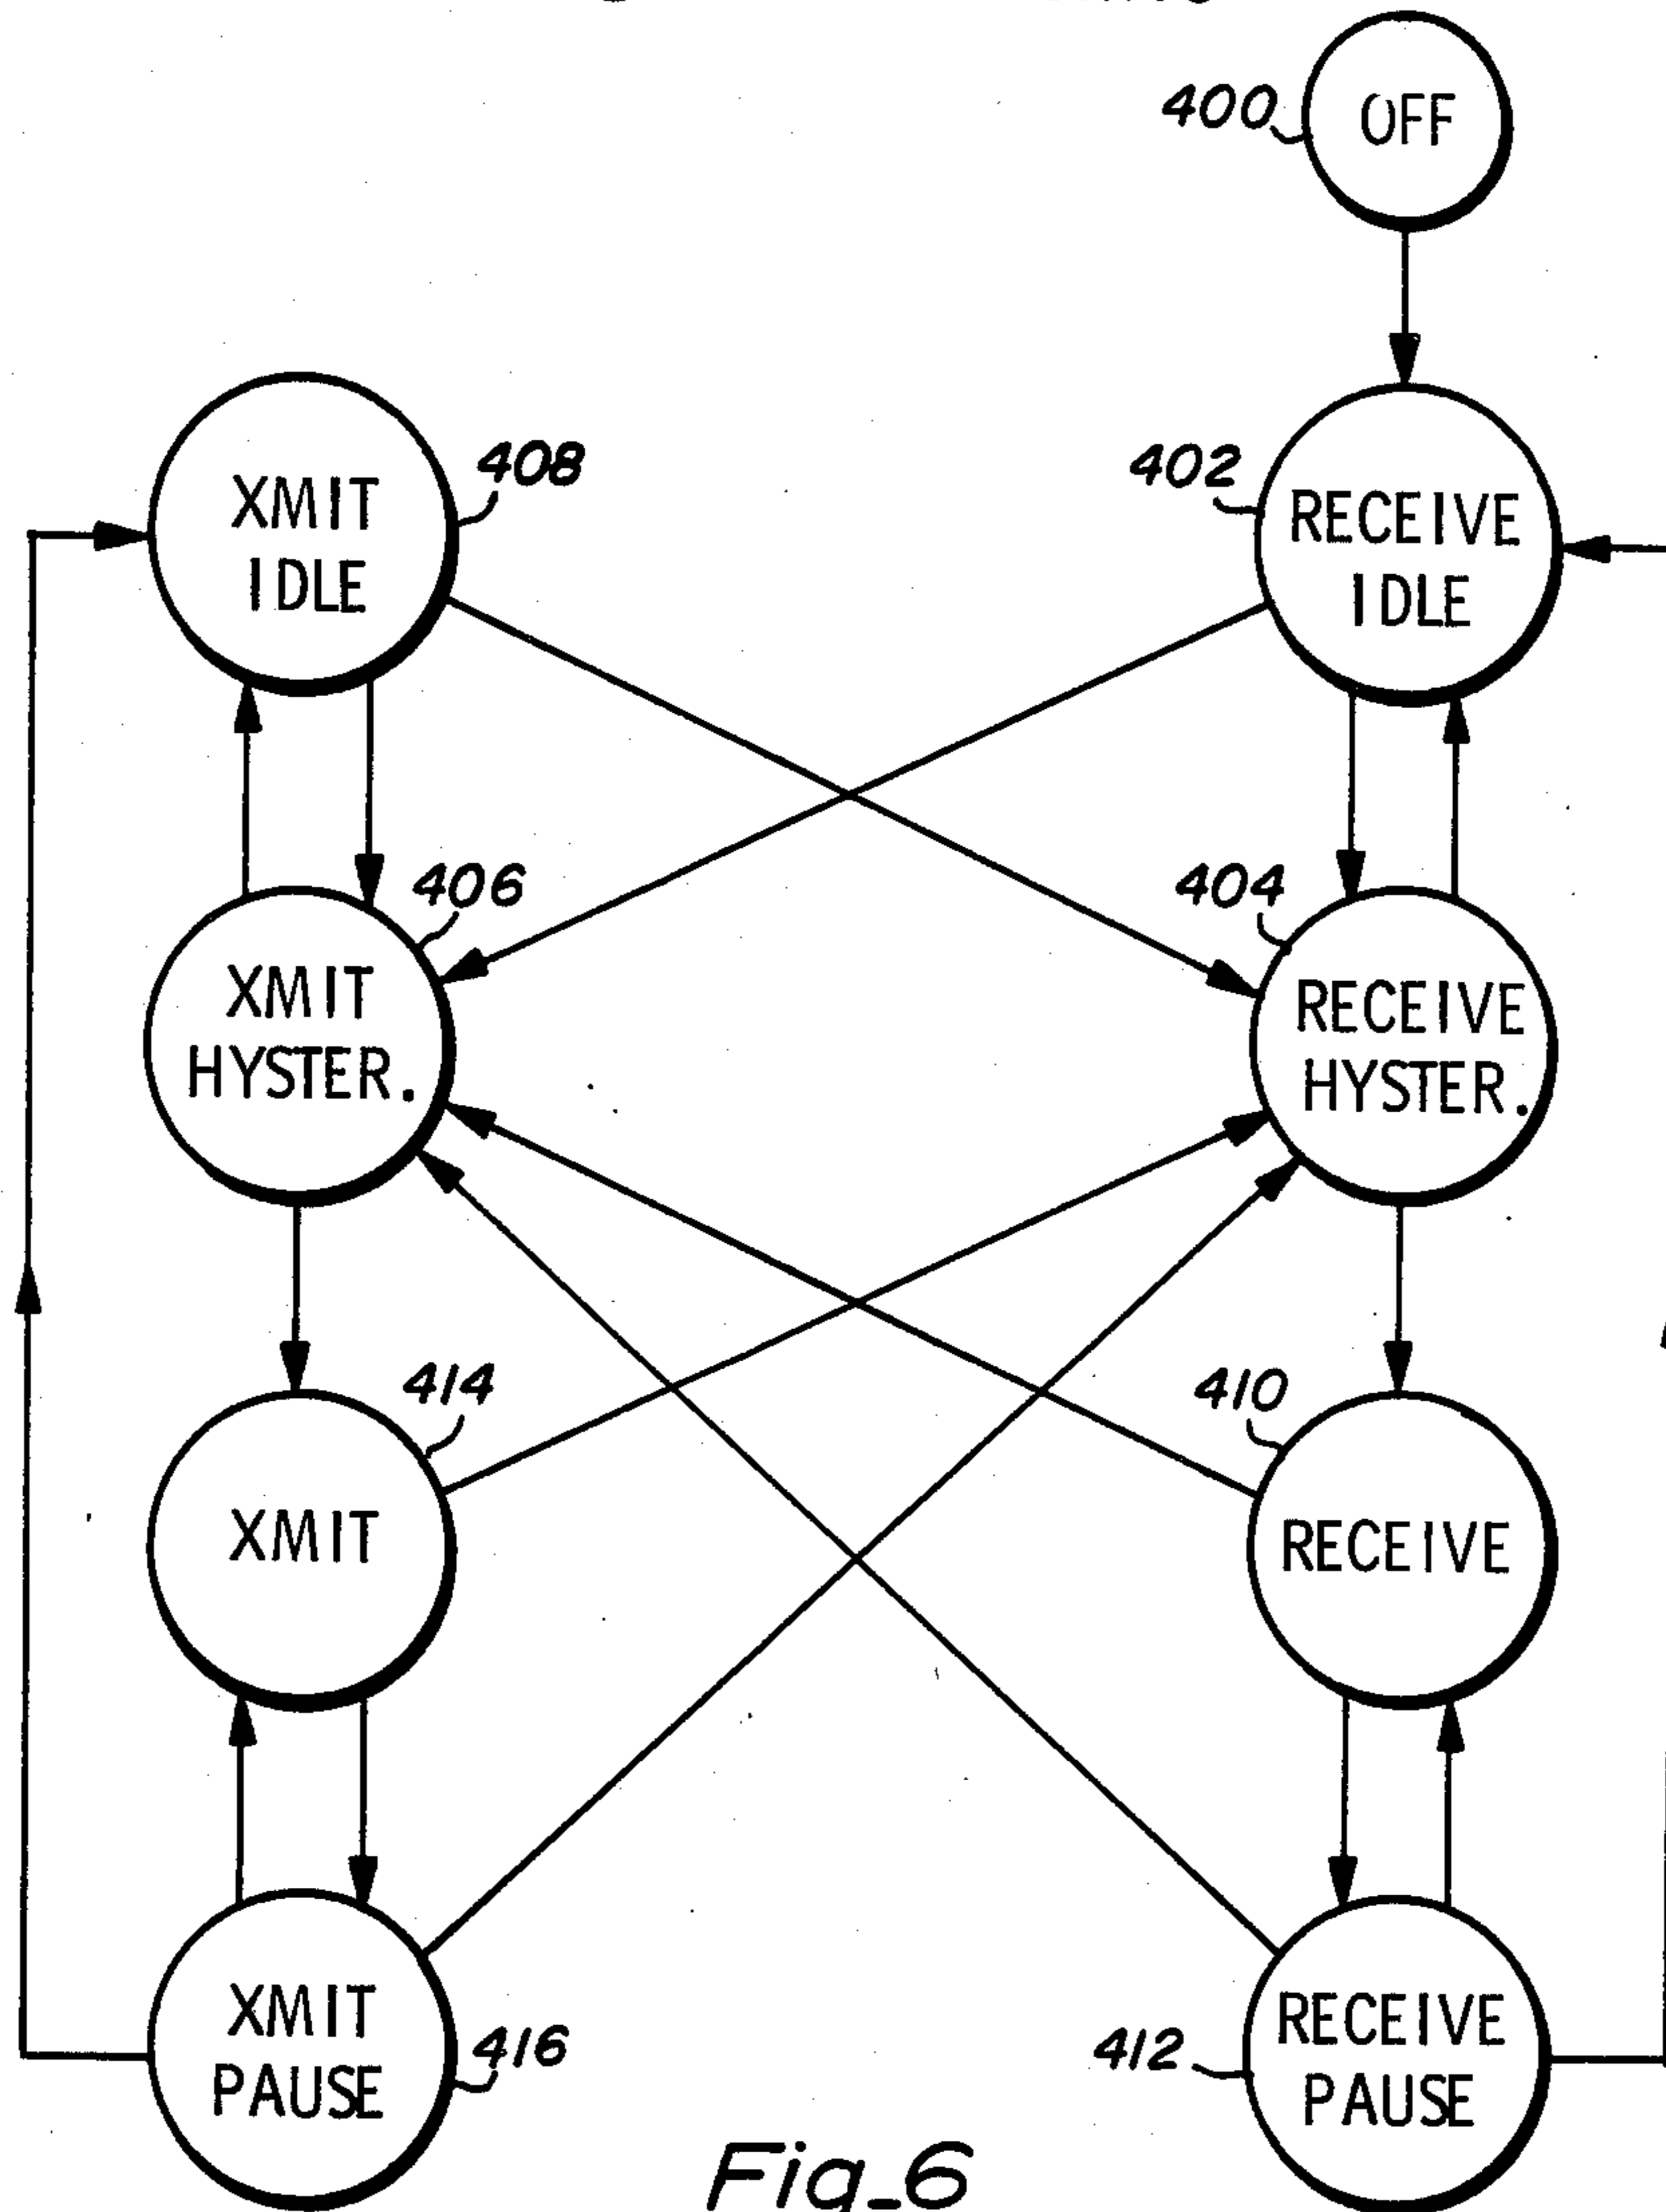 400
OFF
408
XMIT
IDLE
402
RECEIVE
IDLE
406
XMIT
HYSTER.
404
RECEIVE
HYSTER.
414
XMIT
410
RECEIVE
XMIT
PAUSE
416
412
RECEIVE
PAUSE
Fig_6